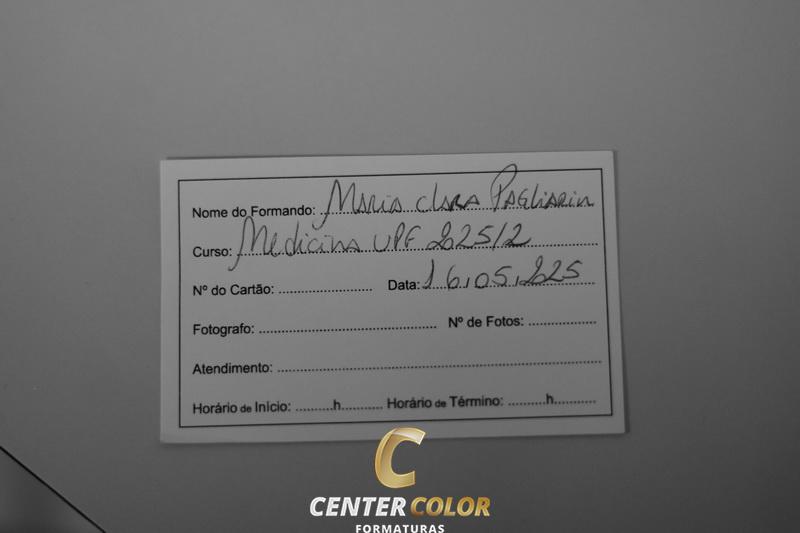 Nome do Formando: Maria Clara Pagliarin
Curso: Medicina UPF 2025/2
Nº do Cartão: Data: 16.05.2025
Fotografo: Nº de Fotos:
Atendimento:
Horário de Início: h Horário de Término: h
C
CENTER COLOR
FORMATURAS